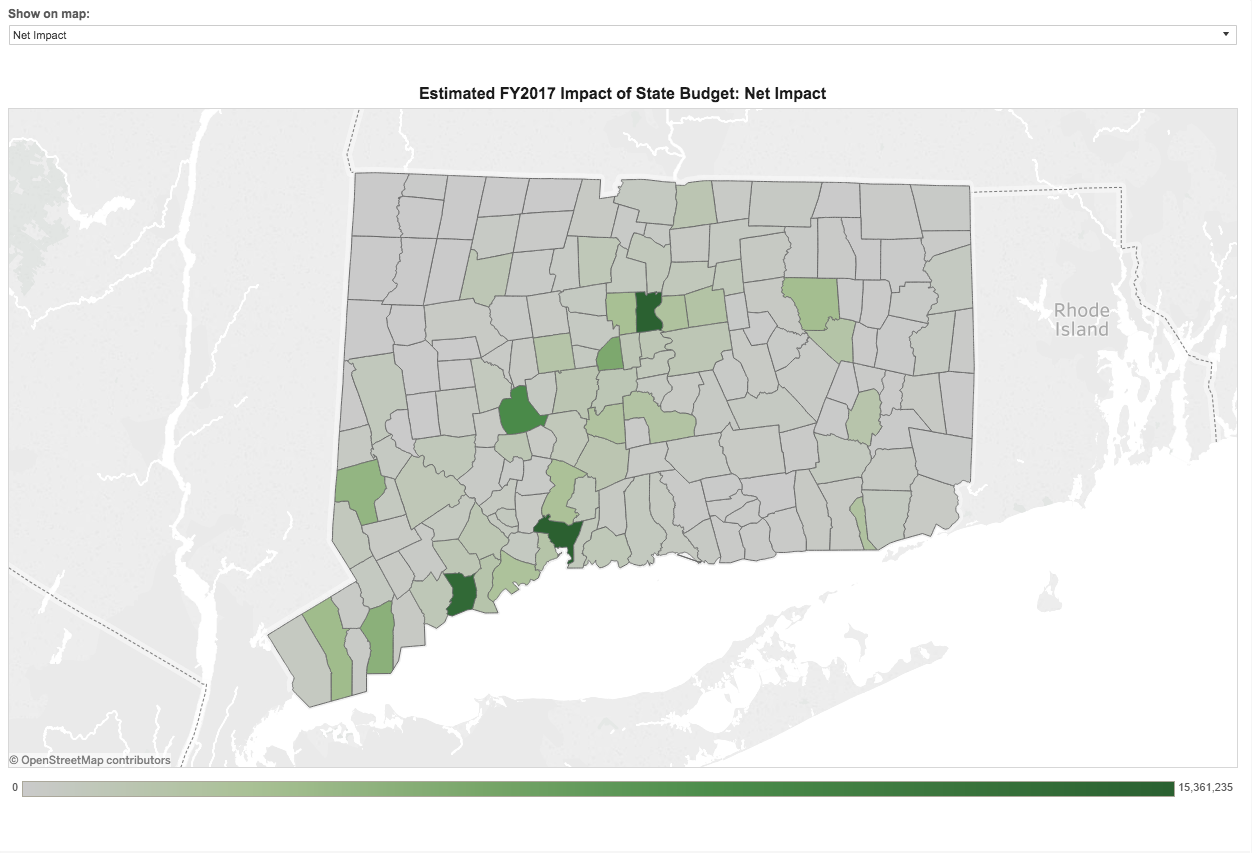 Show on map:
Net Impact
Estimated FY2017 Impact of State Budget: Net Impact
Rhode
Island
© OpenStreetMap contributors
0
15,361,235